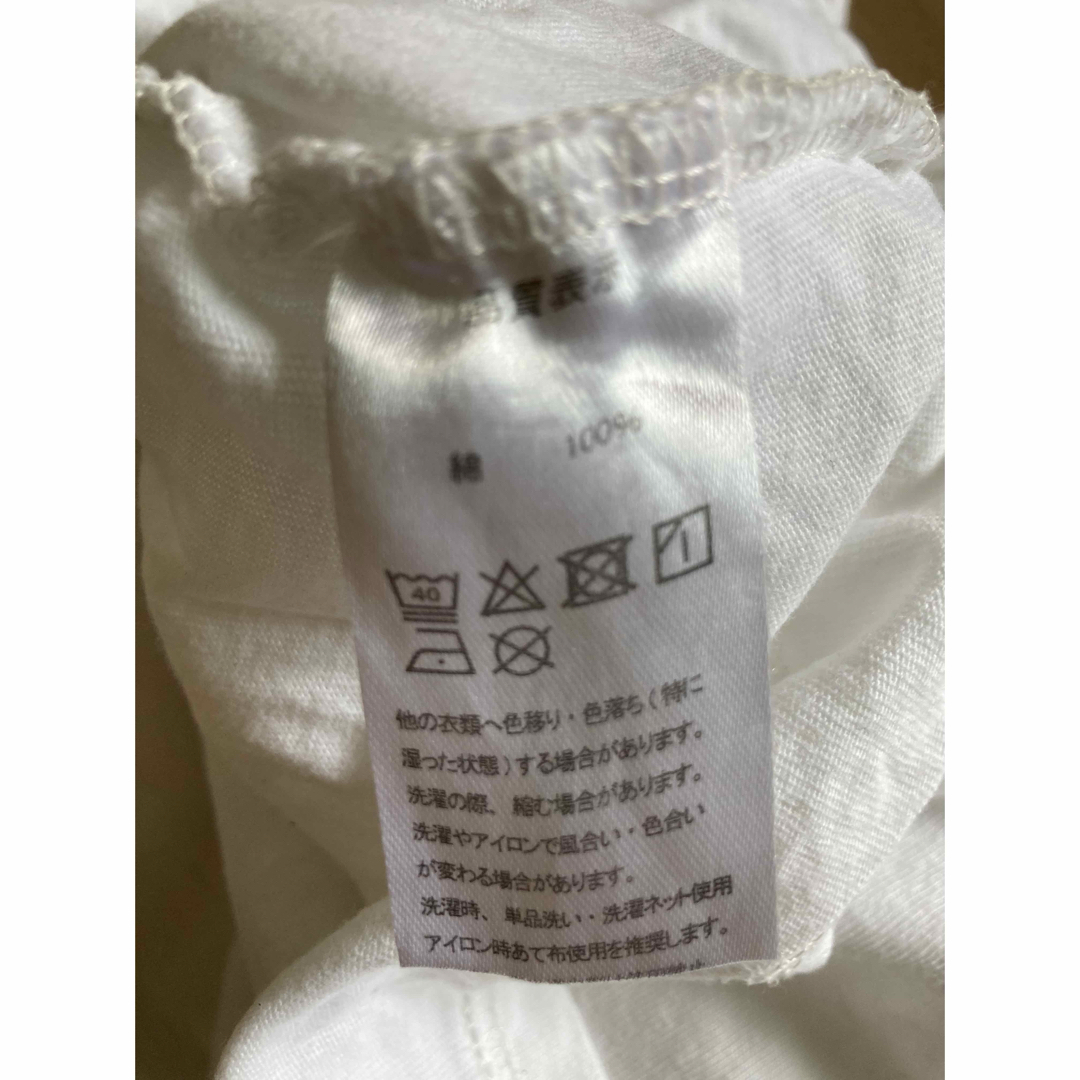 品質表示
綿 100%
40
他の衣類へ色移り・色落ち(特に
湿った状態)する場合があります。
洗濯の際、縮む場合があります。
洗濯やアイロンで風合い・色合い
が変わる場合があります。
洗濯時、単品洗い・洗濯ネット使用
アイロン時あて布使用を推奨します。